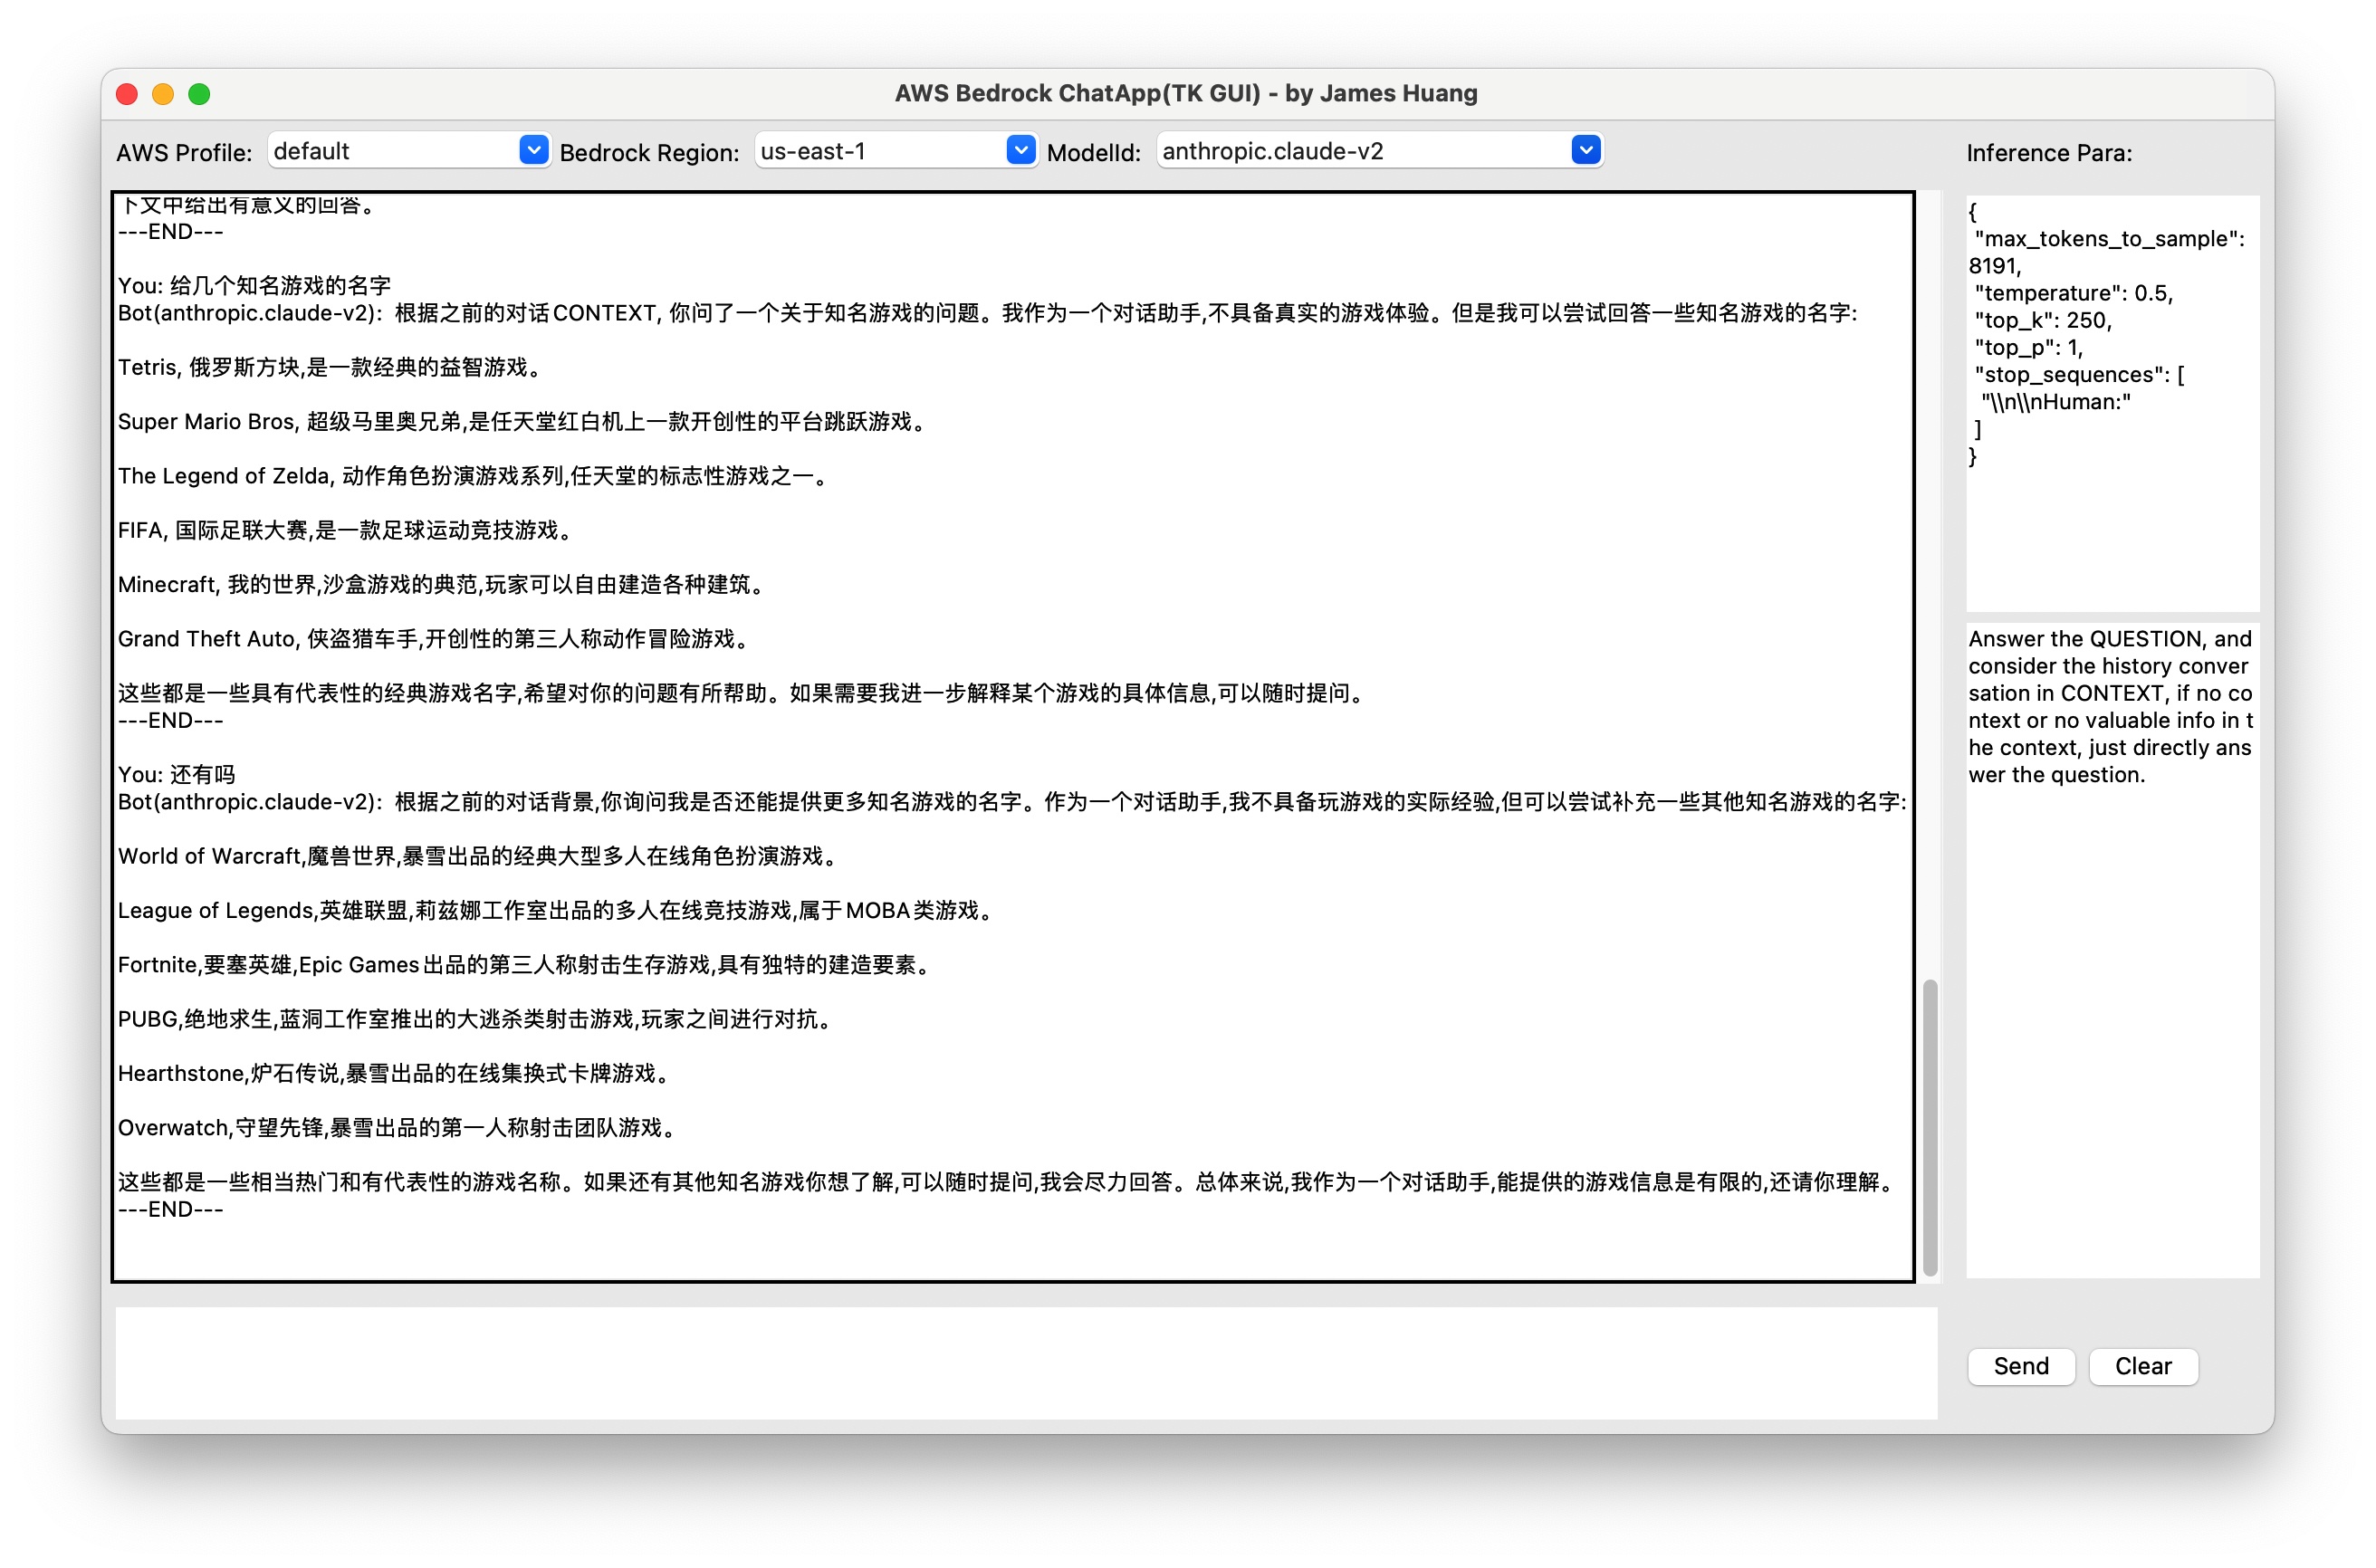 AWS Bedrock ChatApp(TK GUI) - by James Huang
AWS Profile: default Bedrock Region: us-east-1 ModelId: anthropic.claude-v2 Inference Para:
下文中给出有意义的回答。
---END---
You: 给几个知名游戏的名字
Bot(anthropic.claude-v2): 根据之前的对话CONTEXT, 你问了一个关于知名游戏的问题。我作为一个对话助手,不具备真实的游戏体验。但是我可以尝试回答一些知名游戏的名字:
Tetris, 俄罗斯方块,是一款经典的益智游戏。
Super Mario Bros, 超级马里奥兄弟,是任天堂红白机上一款开创性的平台跳跃游戏。
The Legend of Zelda, 动作角色扮演游戏系列,任天堂的标志性游戏之一。
FIFA, 国际足联大赛,是一款足球运动竞技游戏。
Minecraft, 我的世界,沙盒游戏的典范,玩家可以自由建造各种建筑。
Grand Theft Auto, 侠盗猎车手,开创性的第三人称动作冒险游戏。
这些都是一些具有代表性的经典游戏名字,希望对你的问题有所帮助。如果需要我进一步解释某个游戏的具体信息,可以随时提问。
---END---
You: 还有吗
Bot(anthropic.claude-v2): 根据之前的对话背景,你询问我是否还能提供更多知名游戏的名字。作为一个对话助手,我不具备玩游戏的实际经验,但可以尝试补充一些其他知名游戏的名字:
World of Warcraft,魔兽世界,暴雪出品的经典大型多人在线角色扮演游戏。
League of Legends,英雄联盟,莉兹娜工作室出品的多人在线竞技游戏,属于MOBA类游戏。
Fortnite,要塞英雄,Epic Games出品的第三人称射击生存游戏,具有独特的建造要素。
PUBG,绝地求生,蓝洞工作室推出的大逃杀类射击游戏,玩家之间进行对抗。
Hearthstone,炉石传说,暴雪出品的在线集换式卡牌游戏。
Overwatch,守望先锋,暴雪出品的第一人称射击团队游戏。
这些都是一些相当热门和有代表性的游戏名称。如果还有其他知名游戏你想了解,可以随时提问,我会尽力回答。总体来说,我作为一个对话助手,能提供的游戏信息是有限的,还请你理解。
---END---
{
"max_tokens_to_sample":
8191,
"temperature": 0.5,
"top_k": 250,
"top_p": 1,
"stop_sequences": [
"\\n\\nHuman:"
]
}
Answer the QUESTION, and
consider the history conver
sation in CONTEXT, if no co
ntext or no valuable info in t
he context, just directly ans
wer the question.
Send Clear